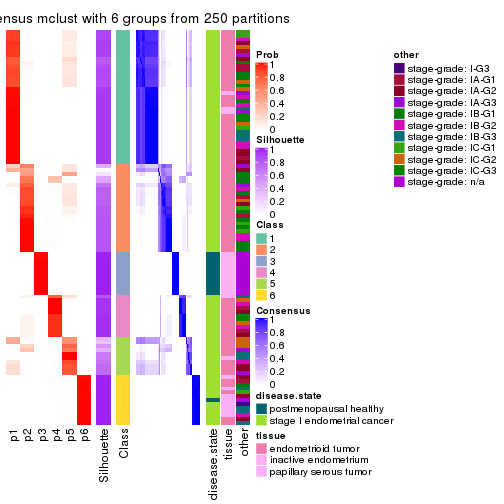 ensus mclust with 6 groups from 250 partitions
Prob
1
0.8
0.6
0.4
0.2
0
Silhouette
1
0.8
0.6
0.4
0.2
0
Class
1
2
3
4
5
6
Consensus
1
0.8
0.6
0.4
0.2
0
disease.state
postmenopausal healthy
stage I endometrial cancer
tissue
endometrioid tumor
inactive endometrium
papillary serous tumor
other
stage-grade: I-G3
stage-grade: IA-G1
stage-grade: IA-G2
stage-grade: IA-G3
stage-grade: IB-G1
stage-grade: IB-G2
stage-grade: IB-G3
stage-grade: IC-G1
stage-grade: IC-G2
stage-grade: IC-G3
stage-grade: n/a
p1
p2
p3
p4
p5
p6
Silhouette
Class
disease.state
tissue
other